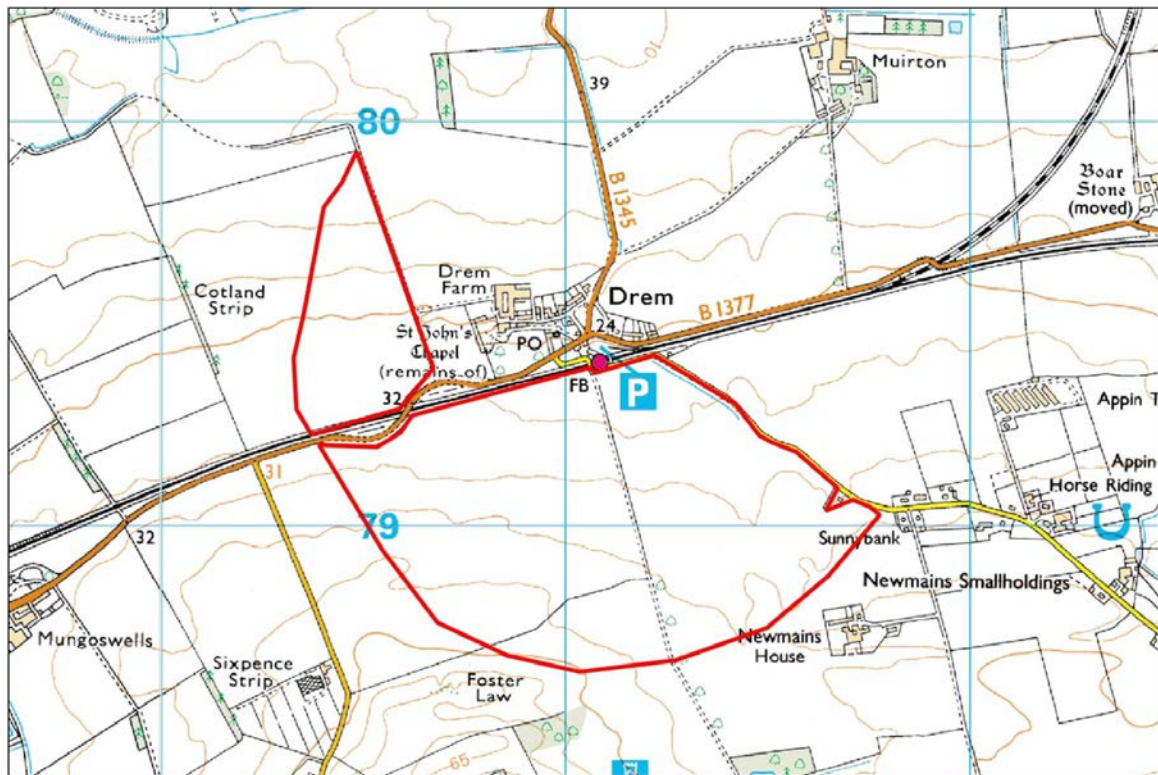 80
39
Muirton
10
B 1345
Boar
Stone
(moved)
Cotland
Strip
Drem
Farm
Drem
B 1377
St John's
Chapel
(remains of)
PO
24
32
FB
P
Appin T
31
Appin
Horse Riding
79
32
Sunnybank
Newmains Smallholdings
Mungoswells
Newmains
House
Sixpence
Strip
Foster
Law
65